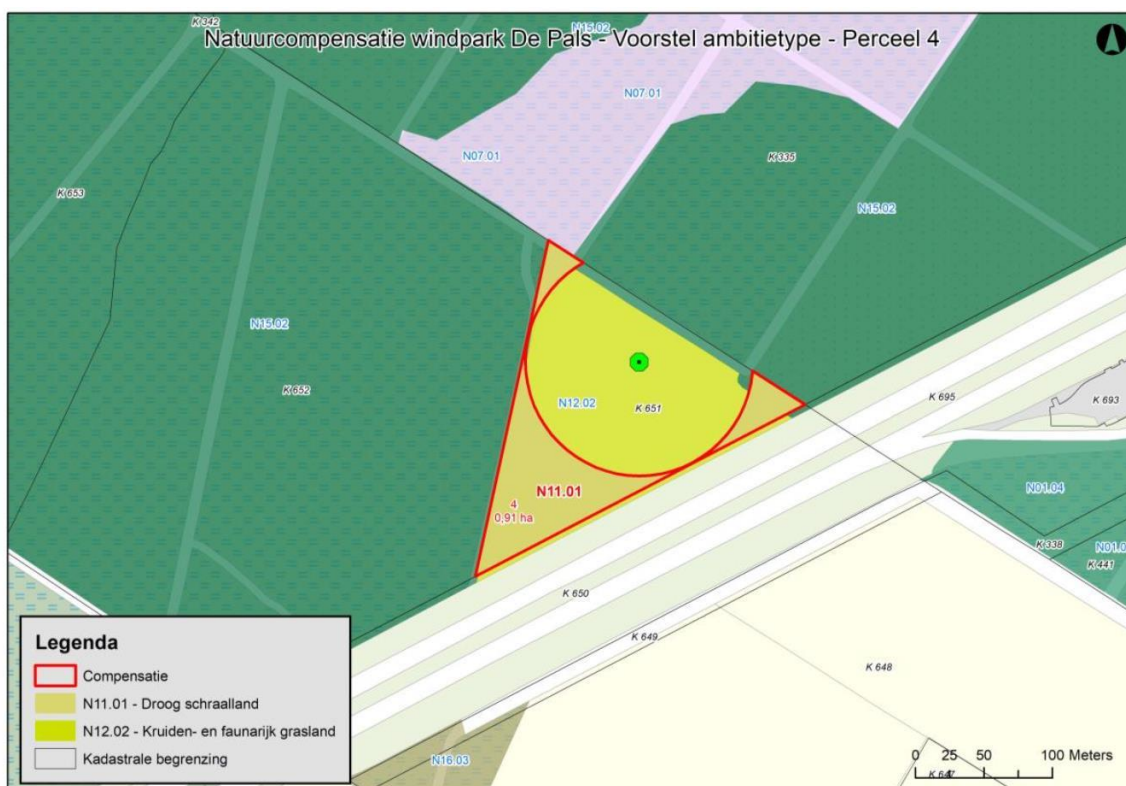 K 342
N15.02
Natuurcompensatie windpark De Pals - Voorstel ambitietype - Perceel 4
N07.01
N07.01
K 335
K 653
N15.02
N15.02
K 652
N12.02
K 651
K 695
K 693
N11.01
4
0,91 ha
N01.04
K 338
N01.0
K 441
K 650
K 649
K 648
N16.03
Legenda
Compensatie
N11.01 - Droog schraalland
N12.02 - Kruiden- en faunarijk grasland
Kadastrale begrenzing
0 25 50 100 Meters